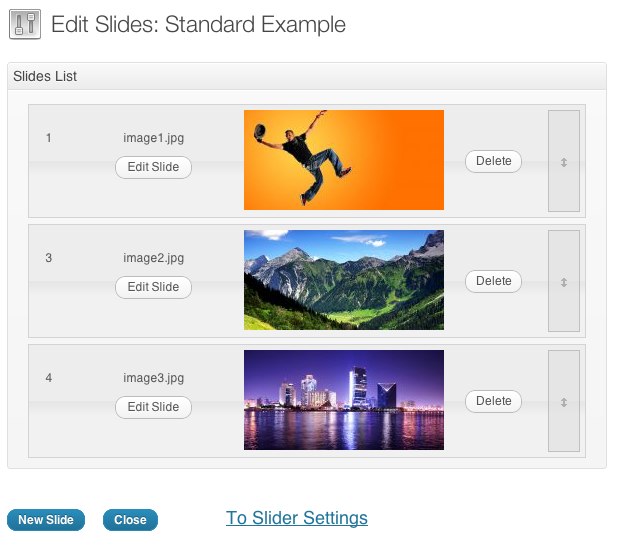 Edit Slides: Standard Example
Slides List
1
image1.jpg
Edit Slide
Delete
3
image2.jpg
Edit Slide
Delete
4
image3.jpg
Edit Slide
Delete
New Slide
Close
To Slider Settings